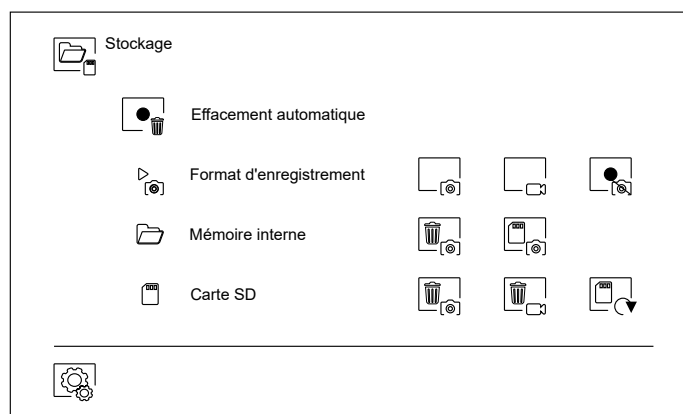 Stockage
Effacement automatique
Format d'enregistrement
Mémoire interne
Carte SD